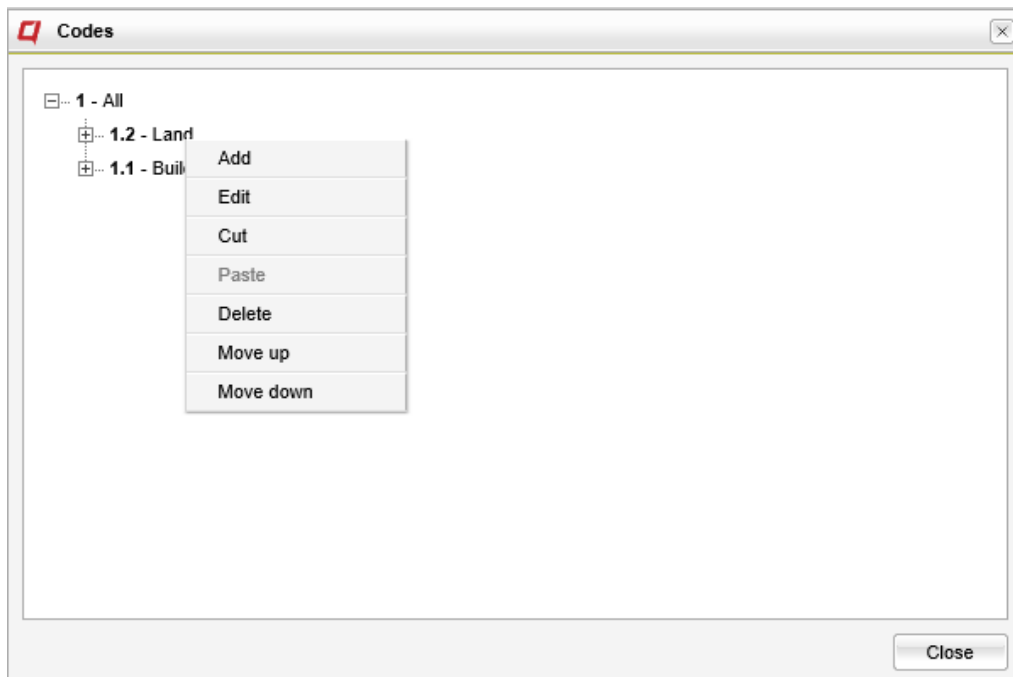 Codes
1 - All
1.2 - Land
1.1 - Buil
Add
Edit
Cut
Paste
Delete
Move up
Move down
Close